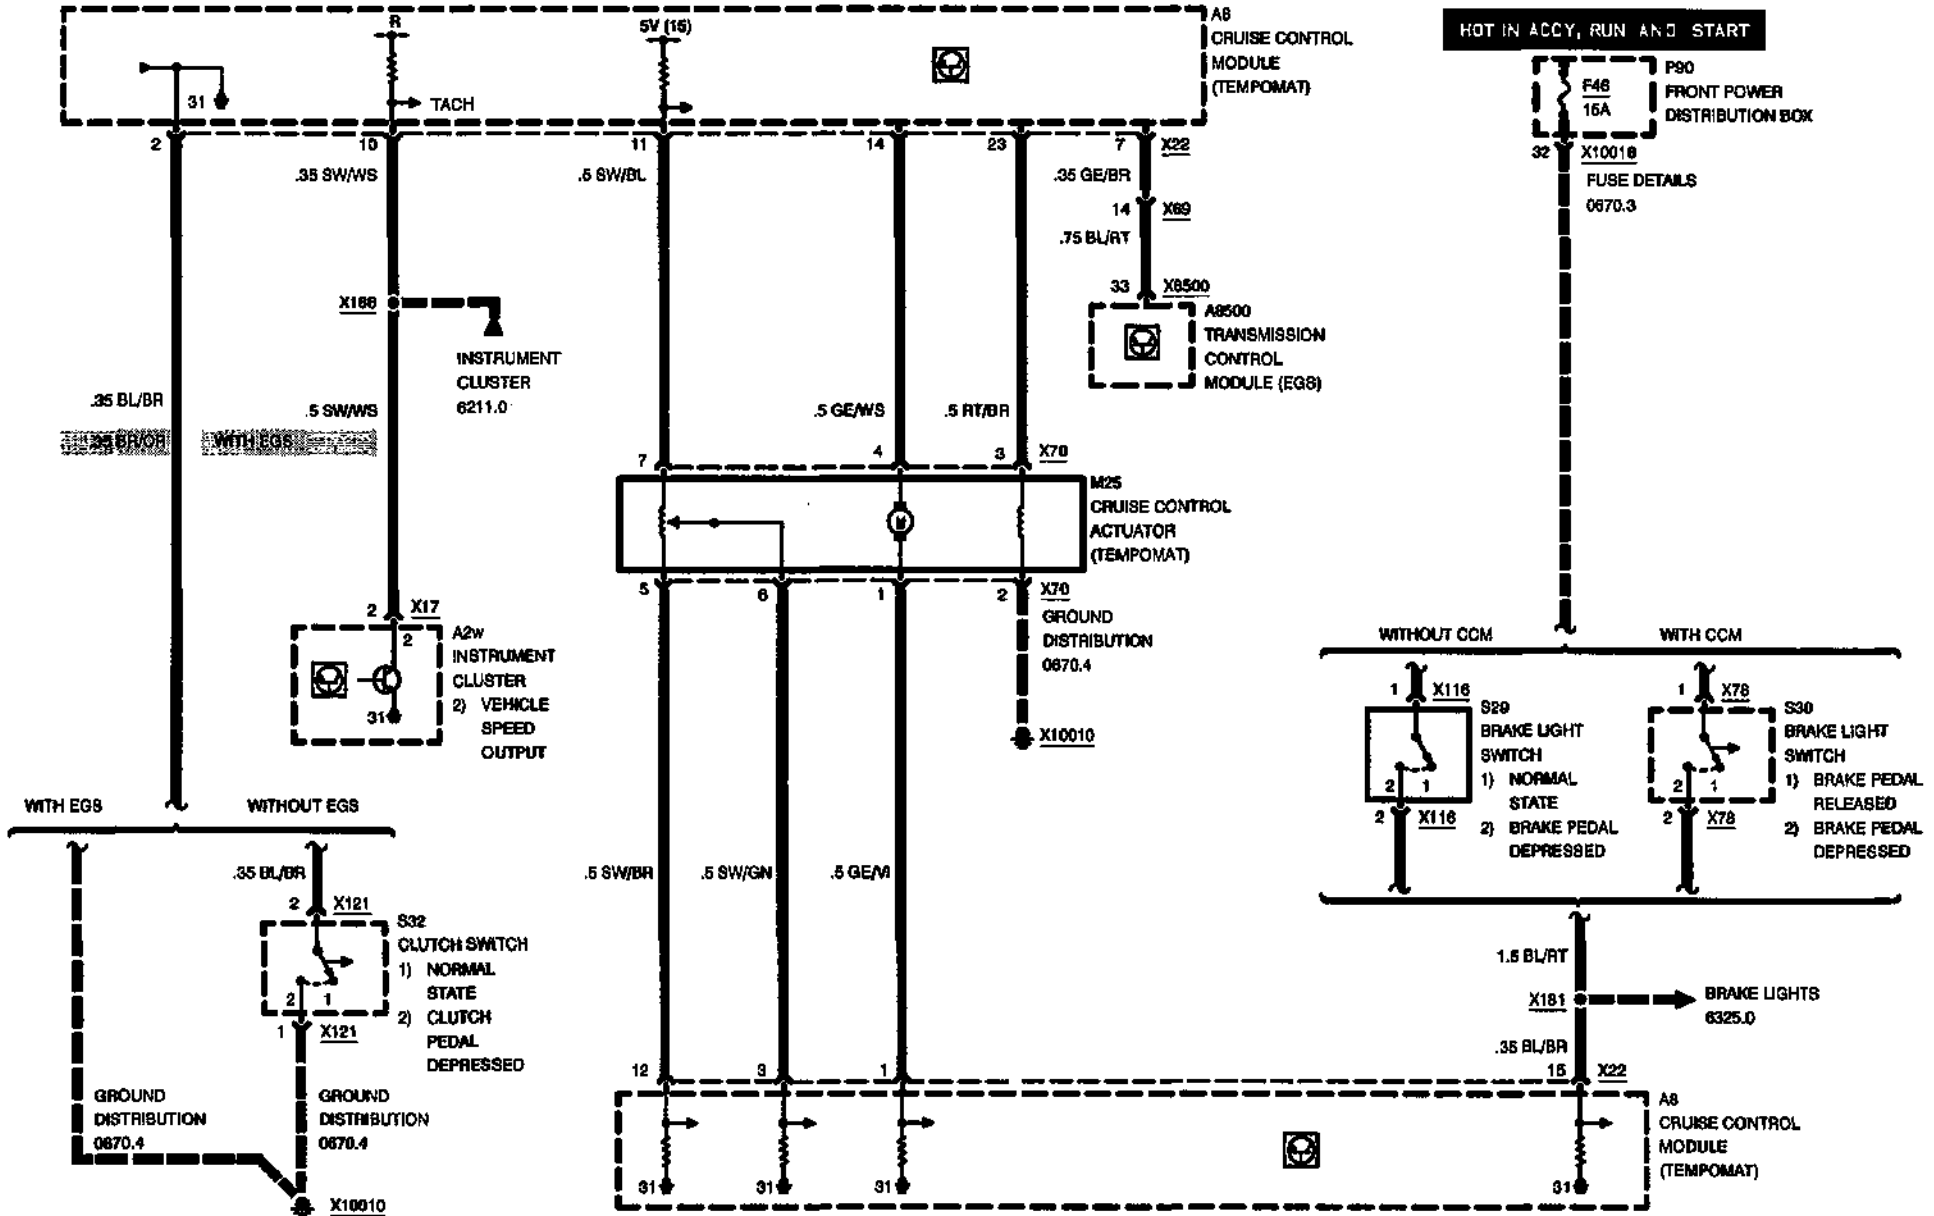 A8
CRUISE CONTROL
MODULE
(TEMPOMAT)
R
5V (15)
31
TACH
2
10
11
14
23
7
X22
.35 SW/WS
.5 SW/BL
.35 GE/BR
14
X69
.75 BL/RT
33
X8500
A8500
TRANSMISSION
CONTROL
MODULE (EGS)
HOT IN ACCY, RUN AND START
P90
FRONT POWER
DISTRIBUTION BOX
F46
15A
32
X10018
FUSE DETAILS
0670.3
X188
INSTRUMENT
CLUSTER
6211.0
.35 BL/BR
.35 BR/OR
WITH EGS
.5 SW/WS
.5 GE/WS
.5 RT/BR
7
4
3
X70
M25
CRUISE CONTROL
ACTUATOR
(TEMPOMAT)
M
5
6
1
2
X70
GROUND
DISTRIBUTION
0670.4
X10010
2
X17
2
A2w
INSTRUMENT
CLUSTER
2) VEHICLE
SPEED
OUTPUT
31
WITH EGS
WITHOUT EGS
.35 BL/BR
2
X121
S32
CLUTCH SWITCH
1) NORMAL
STATE
2) CLUTCH
PEDAL
DEPRESSED
2
1
1
X121
GROUND
DISTRIBUTION
0670.4
GROUND
DISTRIBUTION
0670.4
X10010
.5 SW/BR
.5 SW/GN
.5 GE/VI
WITHOUT CCM
WITH CCM
1
X116
S29
BRAKE LIGHT
SWITCH
1) NORMAL
STATE
2) BRAKE PEDAL
DEPRESSED
2
1
2
X116
1
X78
S30
BRAKE LIGHT
SWITCH
1) BRAKE PEDAL
RELEASED
2) BRAKE PEDAL
DEPRESSED
2
1
2
X78
1.5 BL/RT
X181
BRAKE LIGHTS
6325.0
.35 BL/BR
12
3
1
15
X22
A8
CRUISE CONTROL
MODULE
(TEMPOMAT)
31
31
31
31